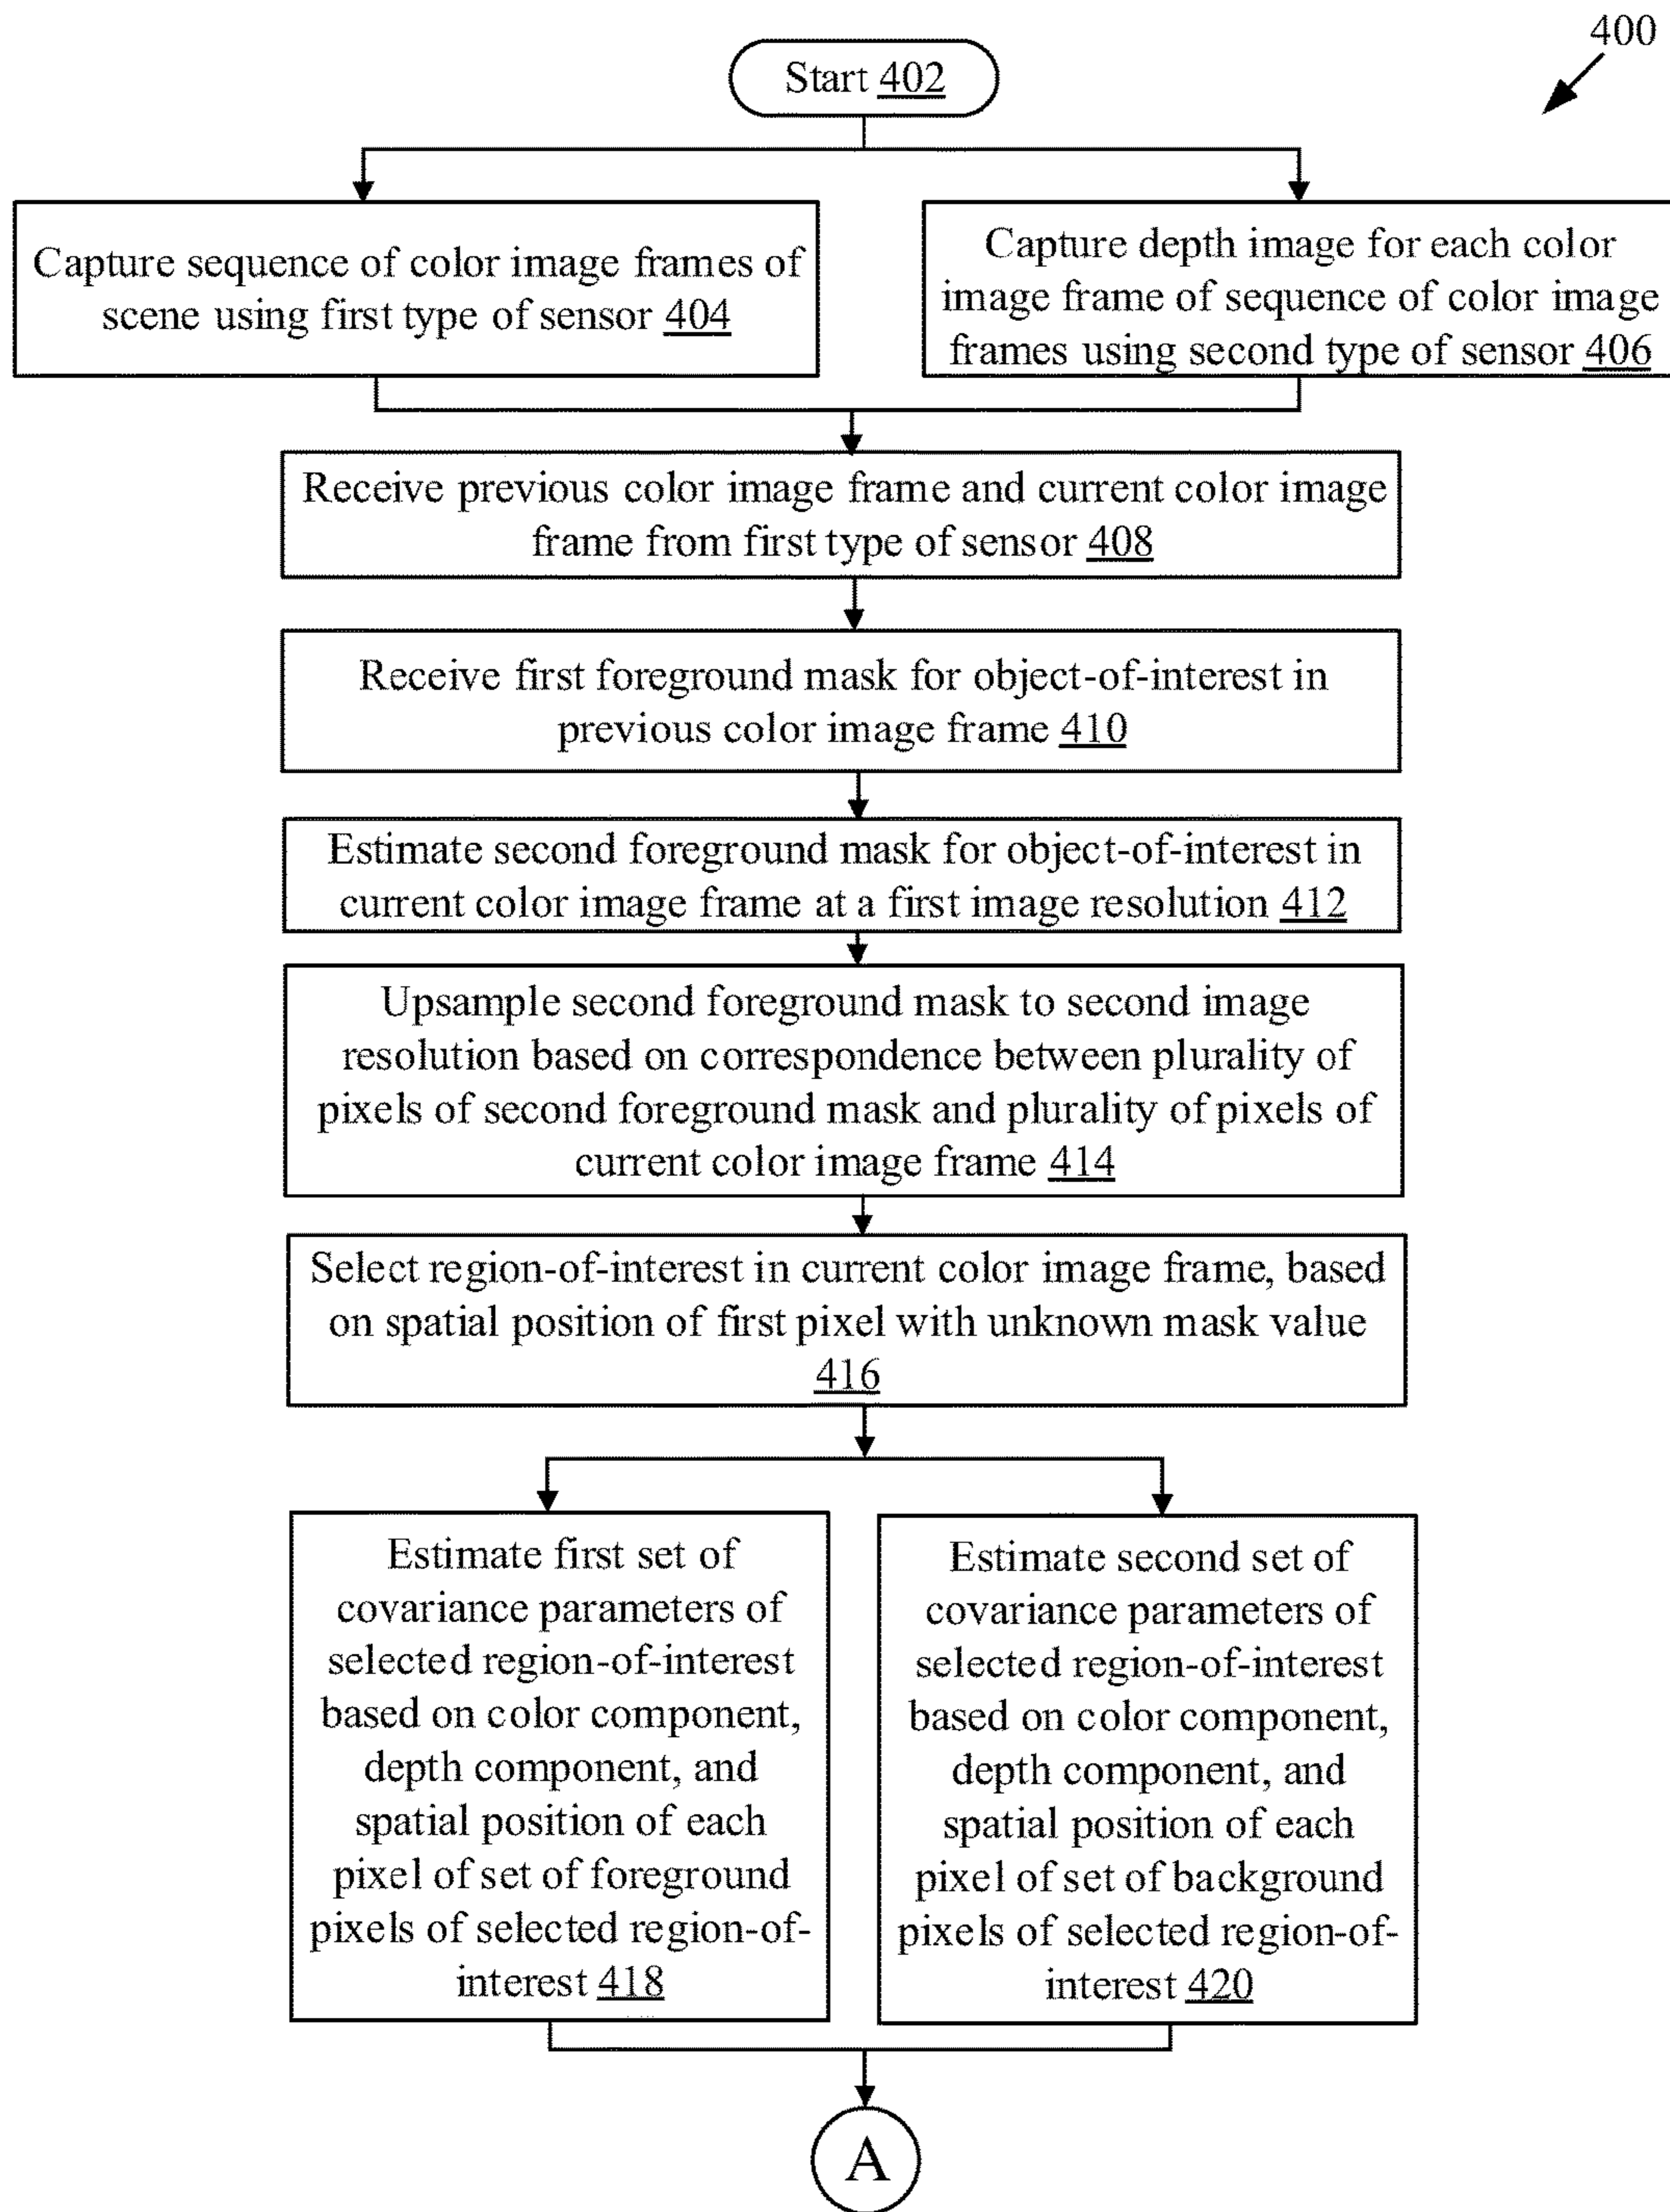 400
Start 402
Capture sequence of color image frames of
scene using first type of sensor 404
Capture depth image for each color
image frame of sequence of color image
frames using second type of sensor 406
Receive previous color image frame and current color image
frame from first type of sensor 408
Receive first foreground mask for object-of-interest in
previous color image frame 410
Estimate second foreground mask for object-of-interest in
current color image frame at a first image resolution 412
Upsample second foreground mask to second image
resolution based on correspondence between plurality of
pixels of second foreground mask and plurality of pixels of
current color image frame 414
Select region-of-interest in current color image frame, based
on spatial position of first pixel with unknown mask value
416
Estimate first set of
covariance parameters of
selected region-of-interest
based on color component,
depth component, and
spatial position of each
pixel of set of foreground
pixels of selected region-of-
interest 418
Estimate second set of
covariance parameters of
selected region-of-interest
based on color component,
depth component, and
spatial position of each
pixel of set of background
pixels of selected region-of-
interest 420
A